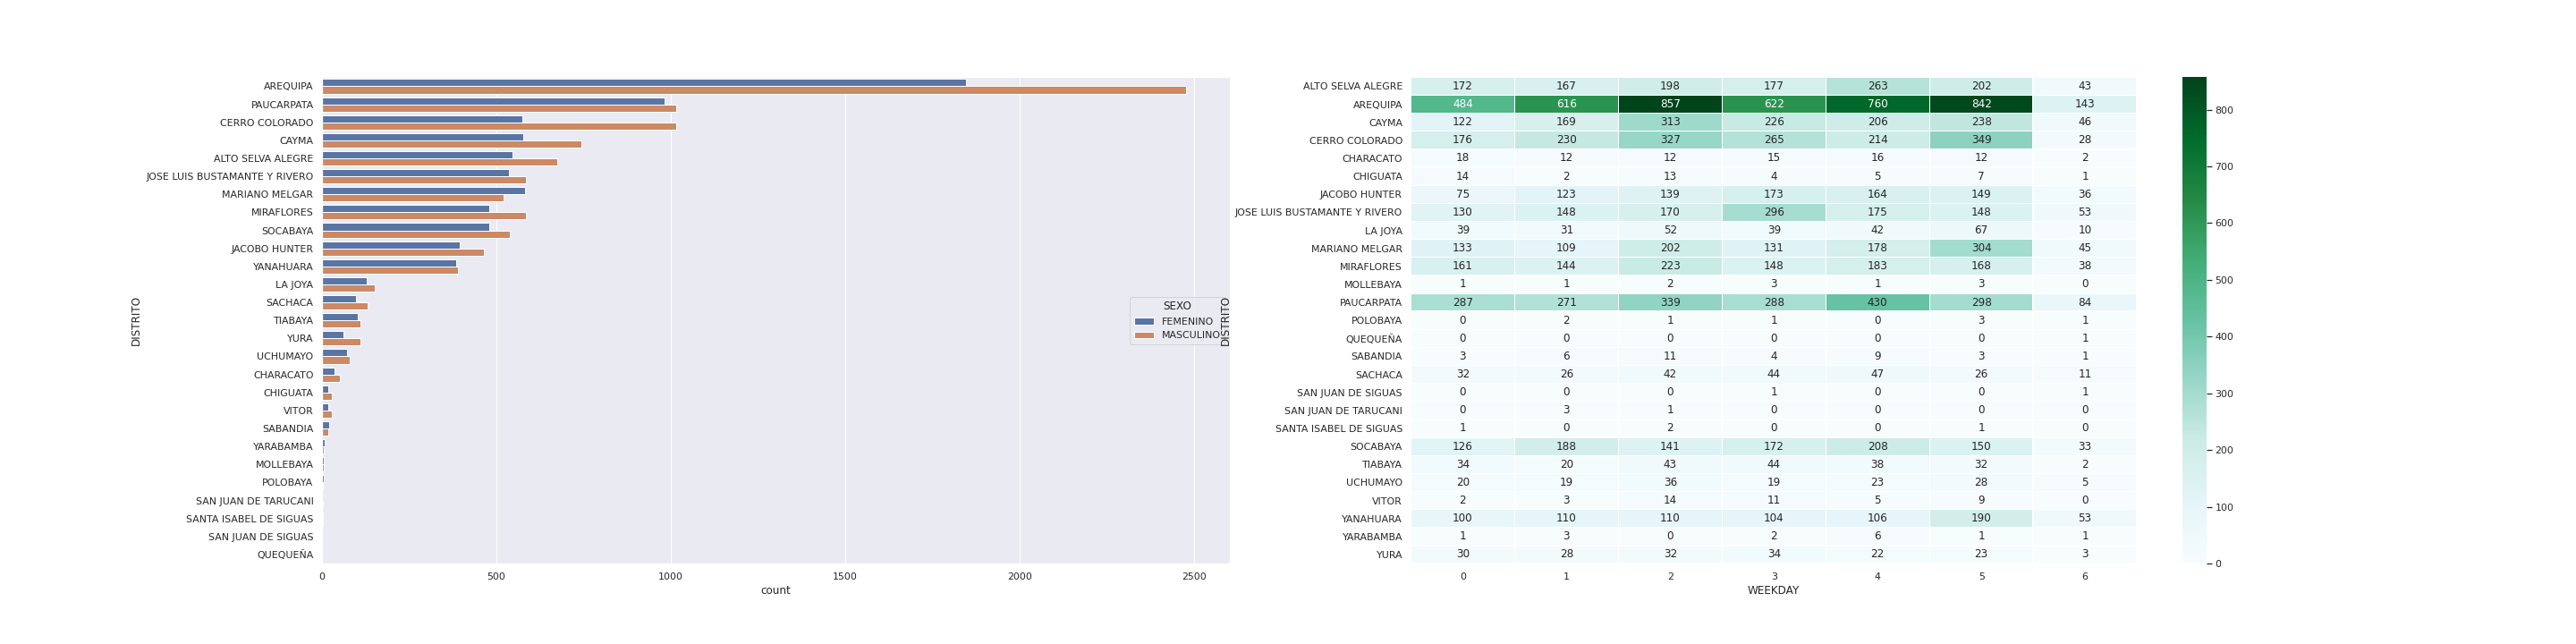 AREQUIPA
PAUCARPATA
CERRO COLORADO
CAYMA
ALTO SELVA ALEGRE
JOSE LUIS BUSTAMANTE Y RIVERO
MARIANO MELGAR
MIRAFLORES
SOCABAYA
JACOBO HUNTER
YANAHUARA
LA JOYA
SACHACA
TIABAYA
YURA
UCHUMAYO
CHARACATO
CHIGUATA
VITOR
SABANDIA
YARABAMBA
MOLLEBAYA
POLOBAYA
SAN JUAN DE TARUCANI
SANTA ISABEL DE SIGUAS
SAN JUAN DE SIGUAS
QUEQUEÑA
DISTRITO
0 500 1000 1500 2000 2500
count
SEXO
FEMENINO
MASCULINO
DISTRITO
ALTO SELVA ALEGRE 172 167 198 177 263 202 43
AREQUIPA 484 616 857 622 760 842 143
CAYMA 122 169 313 226 206 238 46
CERRO COLORADO 176 230 327 265 214 349 28
CHARACATO 18 12 12 15 16 12 2
CHIGUATA 14 2 13 4 5 7 1
JACOBO HUNTER 75 123 139 173 164 149 36
JOSE LUIS BUSTAMANTE Y RIVERO 130 148 170 296 175 148 53
LA JOYA 39 31 52 39 42 67 10
MARIANO MELGAR 133 109 202 131 178 304 45
MIRAFLORES 161 144 223 148 183 168 38
MOLLEBAYA 1 1 2 3 1 3 0
PAUCARPATA 287 271 339 288 430 298 84
POLOBAYA 0 2 1 1 0 3 1
QUEQUEÑA 0 0 0 0 0 0 1
SABANDIA 3 6 11 4 9 3 1
SACHACA 32 26 42 44 47 26 11
SAN JUAN DE SIGUAS 0 0 0 1 0 0 1
SAN JUAN DE TARUCANI 0 3 1 0 0 0 0
SANTA ISABEL DE SIGUAS 1 0 2 0 0 1 0
SOCABAYA 126 188 141 172 208 150 33
TIABAYA 34 20 43 44 38 32 2
UCHUMAYO 20 19 36 19 23 28 5
VITOR 2 3 14 11 5 9 0
YANAHUARA 100 110 110 104 106 190 53
YARABAMBA 1 3 0 2 6 1 1
YURA 30 28 32 34 22 23 3
0 1 2 3 4 5 6
WEEKDAY
800
700
600
500
400
300
200
100
0